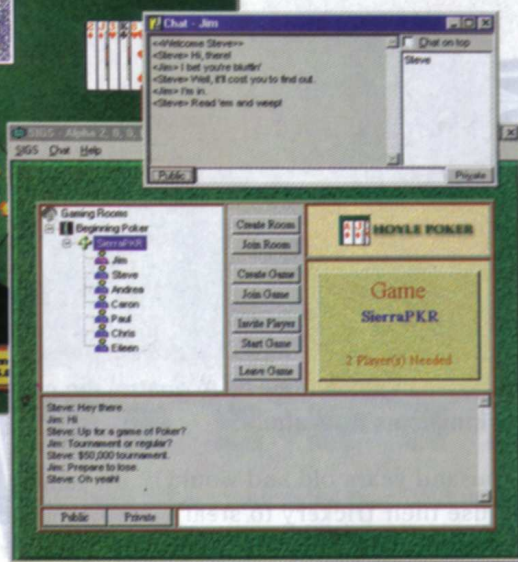 Chat - Jim
<<Welcome Steve>>
<Steve> Hi, there!
<Jim> I bet you're bluffin'
<Steve> Well, it'll cost you to find out.
<Jim> I'm in.
<Steve> Read 'em and weep!
Chat on top
Steve
Public
Private
SIGS - Alpha 2,
SIGS Chat Help
Gaming Rooms
Beginning Poker
SierraPKR
Jim
Steve
Andrea
Caron
Paul
Chris
Eileen
Create Room
Join Room
Create Game
Join Game
Invite Player
Start Game
Leave Game
HOYLE POKER
Game
SierraPKR
2 Player(s) Needed
Steve: Hey there
Jim: Hi
Steve: Up for a game of Poker?
Jim: Tournament or regular?
Steve: $50,000 tournament.
Jim: Prepare to lose.
Steve: Oh yeah!
Public
Private